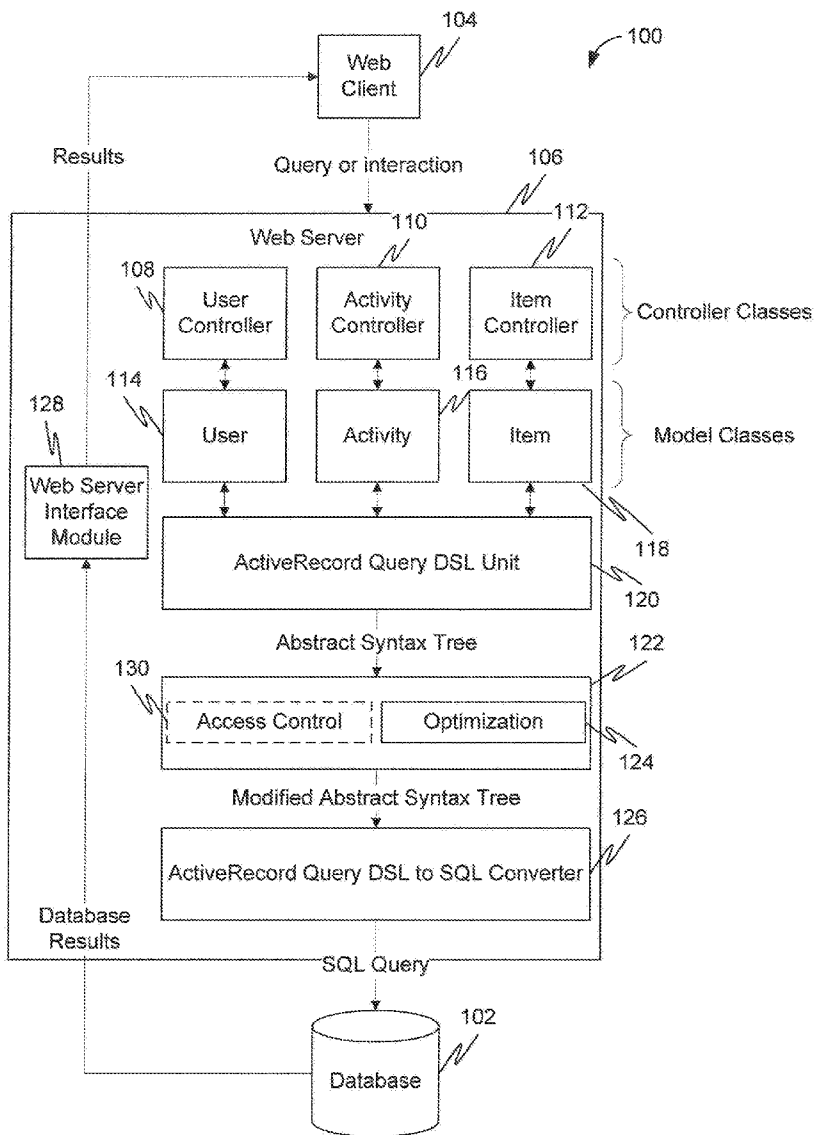 104
100
Web
Client
Results
Query or interaction
106
Web Server
110
112
108
User
Controller
Activity
Controller
Item
Controller
Controller Classes
114
116
128
User
Activity
Item
Model Classes
Web Server
Interface
Module
118
ActiveRecord Query DSL Unit
120
Abstract Syntax Tree
122
130
Access Control
Optimization
124
Modified Abstract Syntax Tree
126
ActiveRecord Query DSL to SQL Converter
Database
Results
SQL Query
102
Database